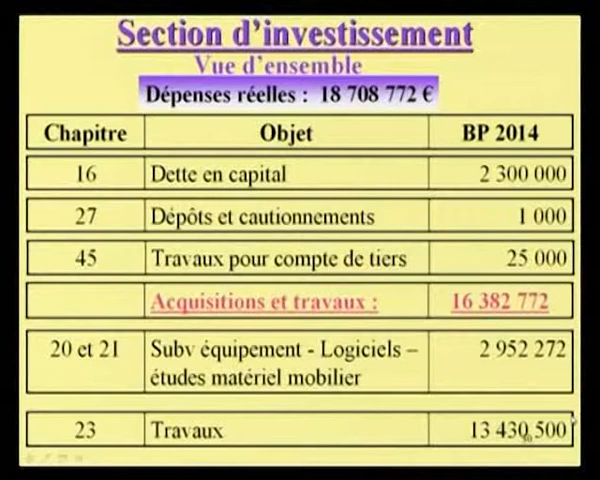 Section d'investissement
Vue d'ensemble
Dépenses réelles : 18 708 772 €
Chapitre Objet BP 2014
16 Dette en capital 2 300 000
27 Dépôts et cautionnements 1 000
45 Travaux pour compte de tiers 25 000
Acquisitions et travaux : 16 382 772
20 et 21 Subv équipement - Logiciels – 2 952 272
études matériel mobilier
23 Travaux 13 430 500